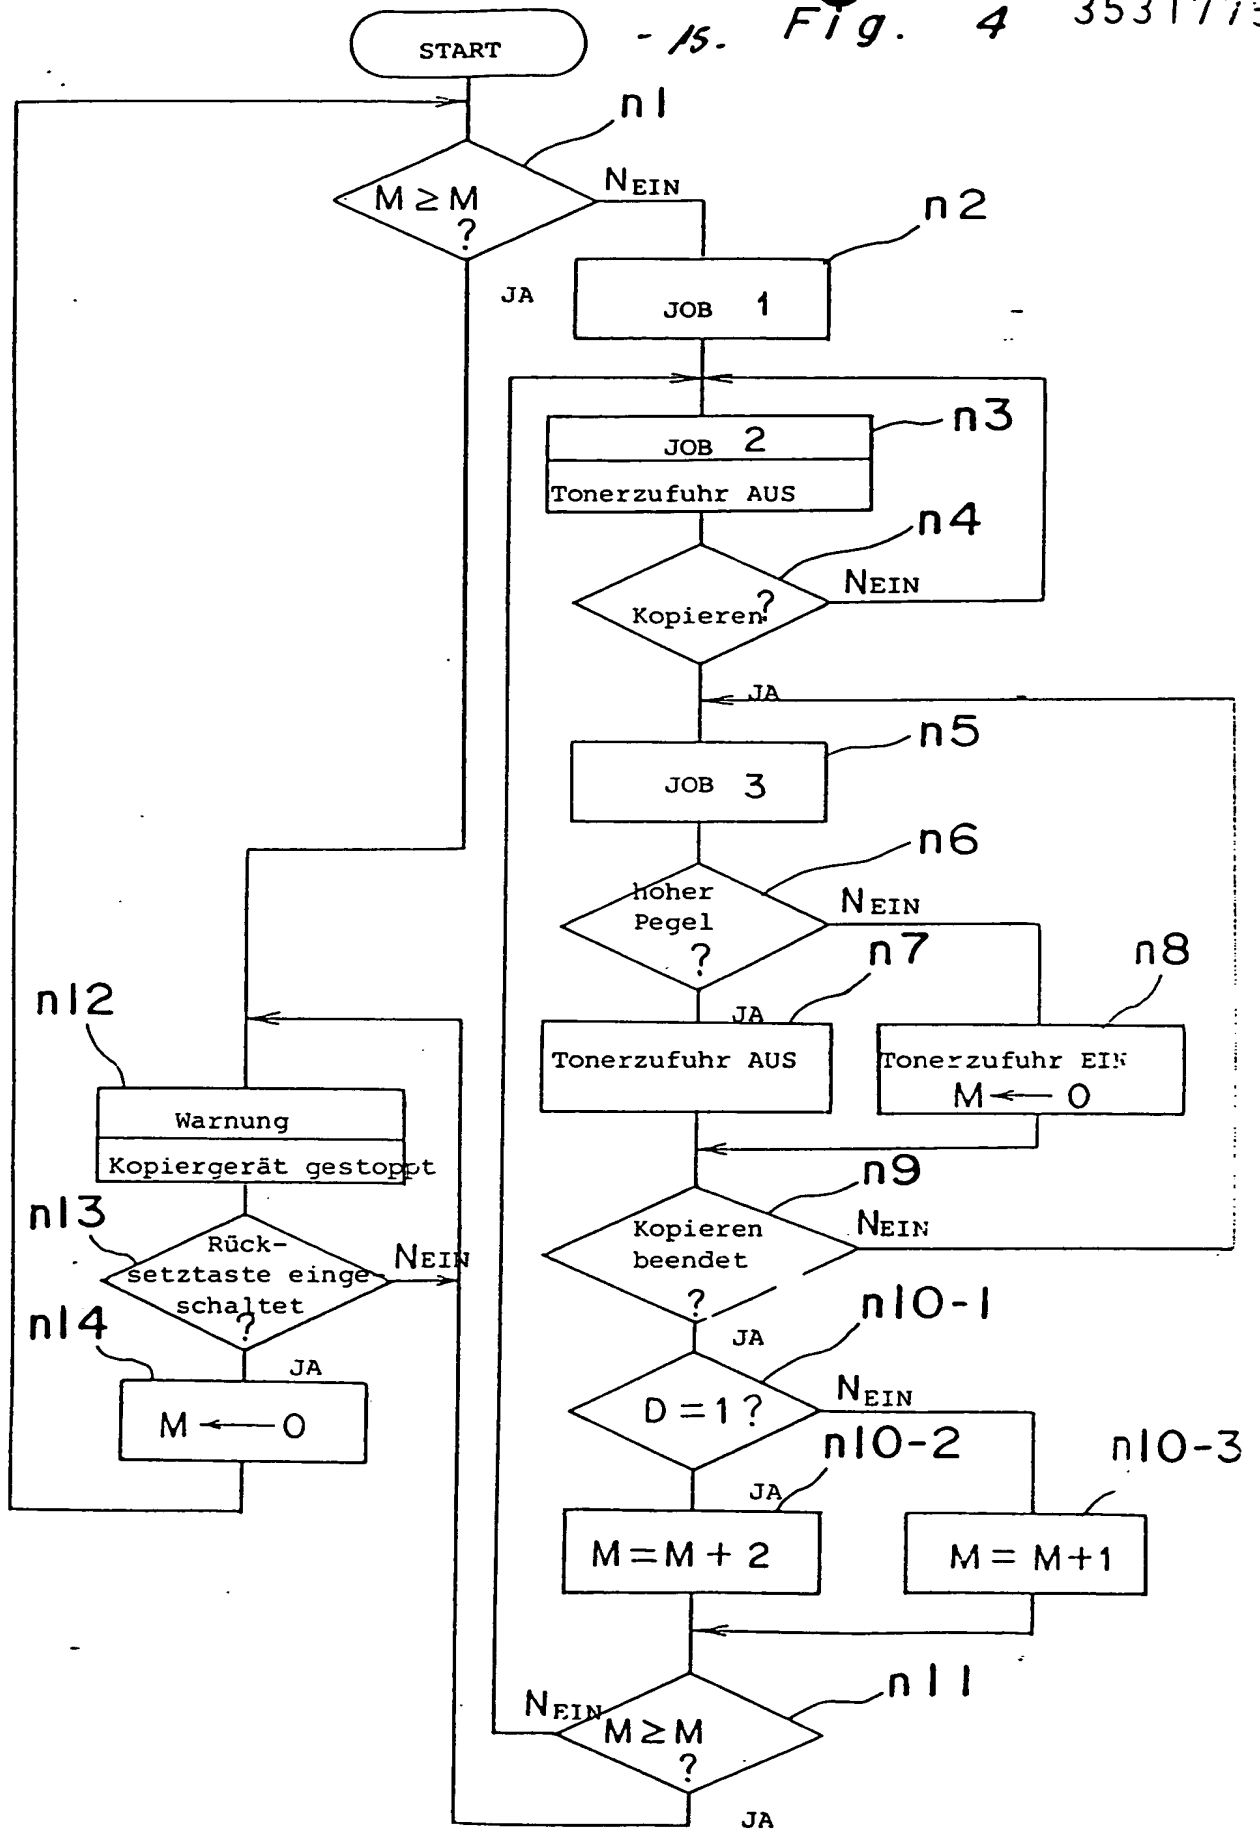 - 15. Fig. 4
START
n1
M ≥ M
?
NEIN
JA
n2
JOB 1
n3
JOB 2
Tonerzufuhr AUS
n4
Kopieren?
NEIN
JA
n5
JOB 3
n6
hoher
Pegel
?
NEIN
JA
n7
Tonerzufuhr AUS
n8
Tonerzufuhr EIN
M ← 0
n9
Kopieren
beendet
?
NEIN
JA
n10-1
D = 1 ?
NEIN
JA
n10-2
M = M + 2
n10-3
M = M+1
n11
M ≥ M
?
NEIN
JA
n12
Warnung
Kopiergerät gestoppt
n13
Rück-
setztaste einge-
schaltet
?
NEIN
JA
n14
M ← 0